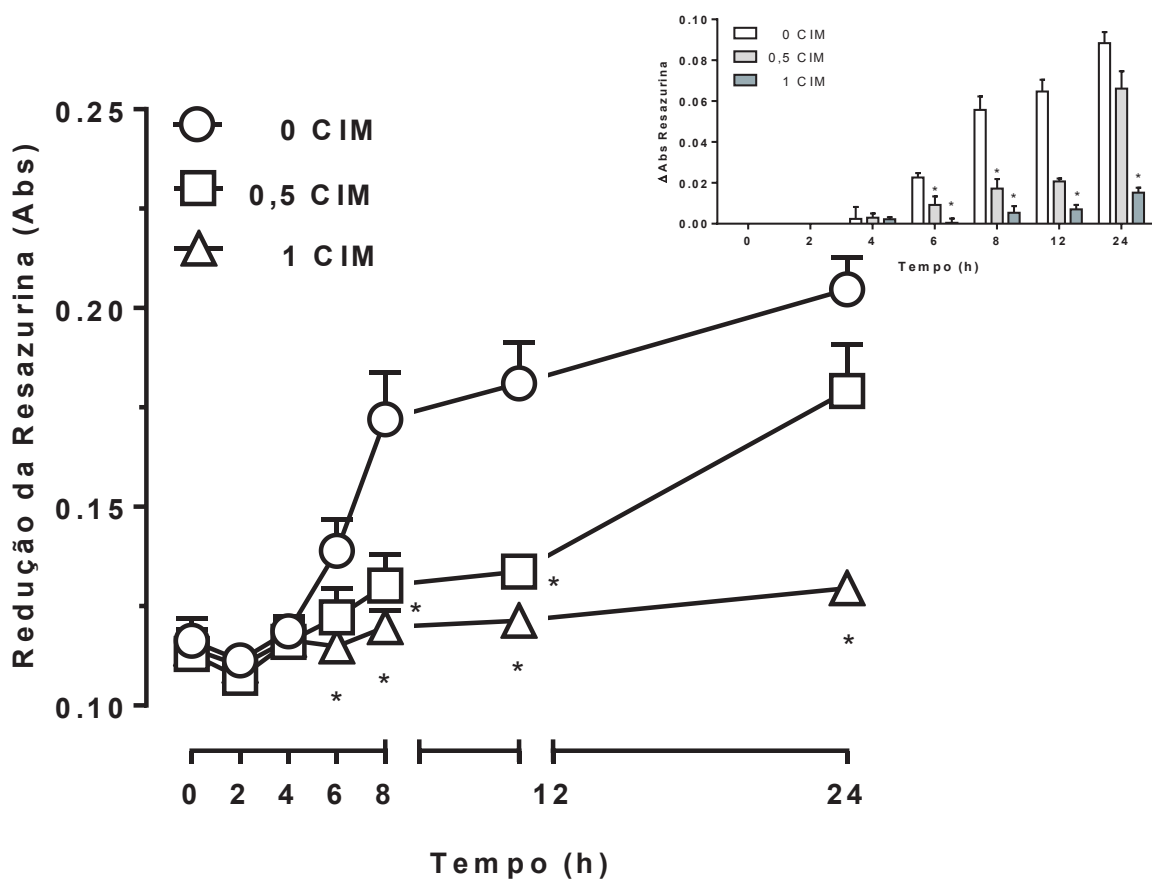 0.10
0.08
0.06
0.04
0.02
0.00
Δ Abs Resazurina
0 CIM
0,5 CIM
1 CIM
* * * * * * *
0 2 4 6 8 12 24
Tempo (h)
0.25
0.20
0.15
0.10
Redução da Resazurina (Abs)
0 CIM
0,5 CIM
1 CIM
* * * * * *
0 2 4 6 8 12 24
Tempo (h)